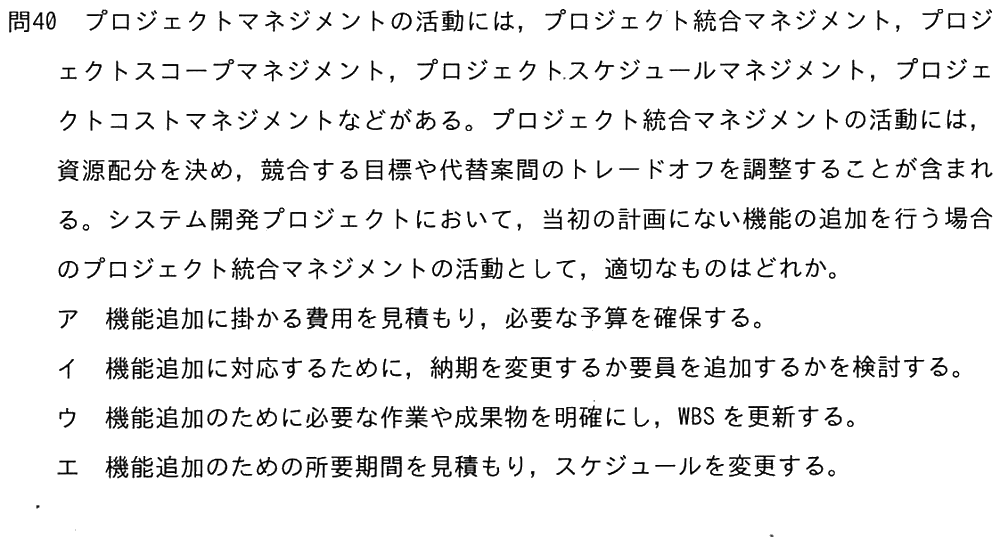 問40 プロジェクトマネジメントの活動には，プロジェクト統合マネジメント，プロジ
ェクトスコープマネジメント，プロジェクトスケジュールマネジメント，プロジェ
クトコストマネジメントなどがある。プロジェクト統合マネジメントの活動には，
資源配分を決め，競合する目標や代替案間のトレードオフを調整することが含まれ
る。システム開発プロジェクトにおいて，当初の計画にない機能の追加を行う場合
のプロジェクト統合マネジメントの活動として，適切なものはどれか。
ア 機能追加に掛かる費用を見積もり，必要な予算を確保する。
イ 機能追加に対応するために，納期を変更するか要員を追加するかを検討する。
ウ 機能追加のために必要な作業や成果物を明確にし，WBS を更新する。
エ 機能追加のための所要期間を見積もり，スケジュールを変更する。